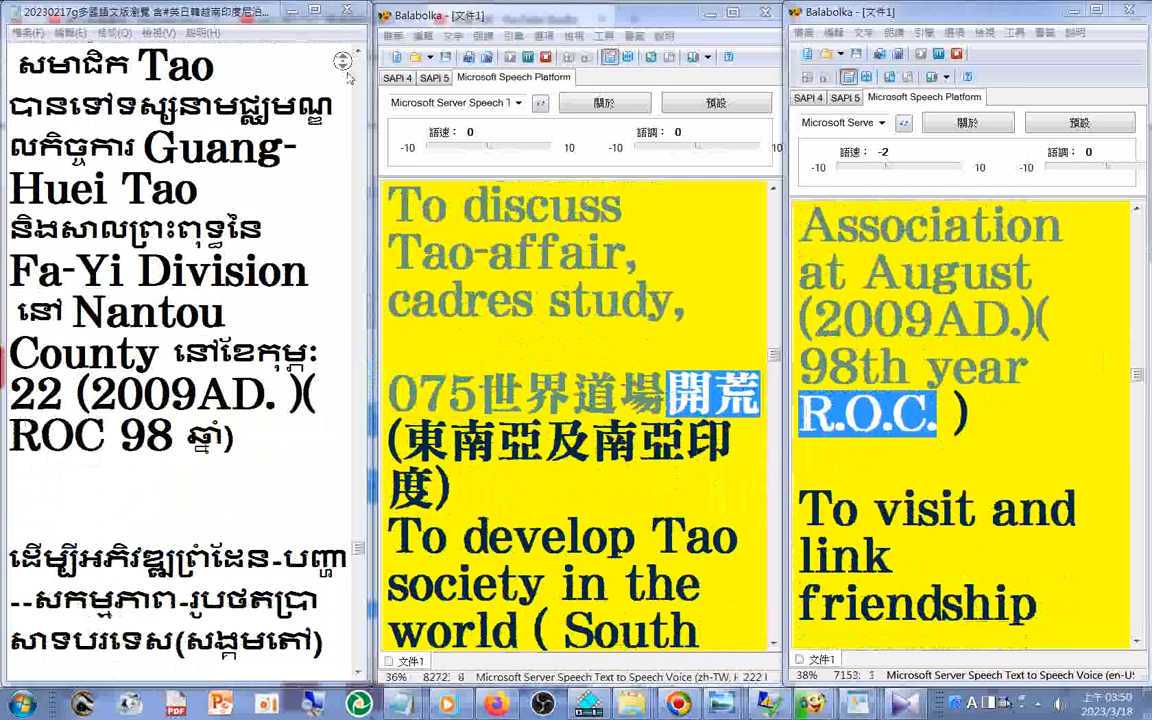 20230217g多國語文版瀏覽 含#英日韓越南印度尼泊...
檔案(F) 編輯(E) 格式(O) 檢視(V) 說明(H)
សមាជិក Tao
បានទៅទស្សនាមជ្ឈមណ្ឌ
លកិច្ចការ Guang-
Huei Tao
និងសាលព្រះពុទ្ធនៃ
Fa-Yi Division
នៅ Nantou
County នៅខែកុម្ភៈ
22 (2009AD. )(
ROC 98 ឆ្នាំ)
ដើម្បីអភិវឌ្ឍព្រំដែន-បញ្ហា
--សកម្មភាព-រូបថតប្រា
សាទបរទេស(សង្គមតៅ)
Balabolka - [文件1]
SAPI 4 SAPI 5 Microsoft Speech Platform
Microsoft Server Speech T 關於 預設
語速： 0 語調： 0
-10 10 -10 10
To discuss
Tao-affair,
cadres study,
075世界道場開荒
(東南亞及南亞印
度)
To develop Tao
society in the
world ( South
文件1
36% 8272: Microsoft Server Speech Text to Speech Voice (zh-TW, 222 I
Balabolka - [文件1]
SAPI 4 SAPI 5 Microsoft Speech Platform
Microsoft Serve 關於 預設
語速： -2 語調： 0
-10 10 -10
Association
at August
(2009AD.)(
98th year
R.O.C. )
To visit and
link
friendship
文件1
38% 7153: Microsoft Server Speech Text to Speech Voice (en-U
上午 03:50
2023/3/18